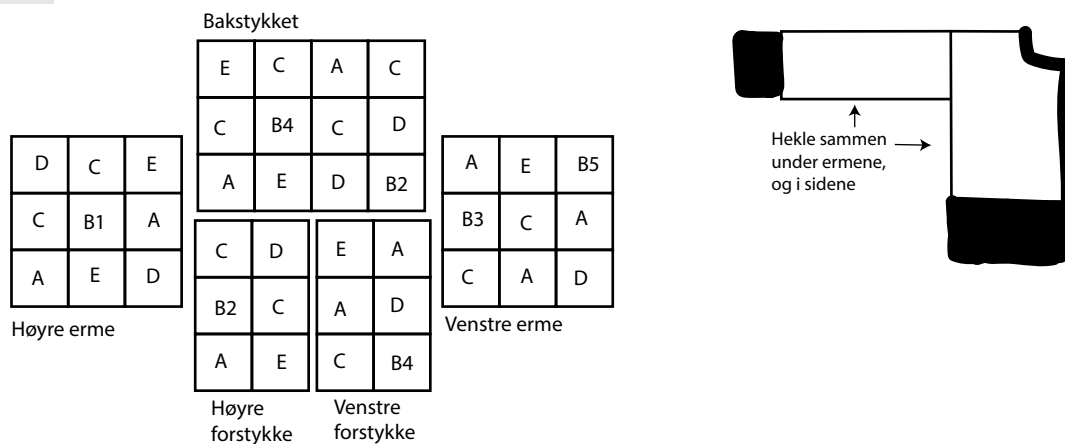 Bakstykket
E C A C
C B4 C D
A E D B2
D C E
C B1 A
A E D
Høyre erme
C D
B2 C
A E
Høyre
forstykke
E A
A D
C B4
Venstre
forstykke
A E B5
B3 C A
C A D
Venstre erme
Hekle sammen
under ermene,
og i sidene